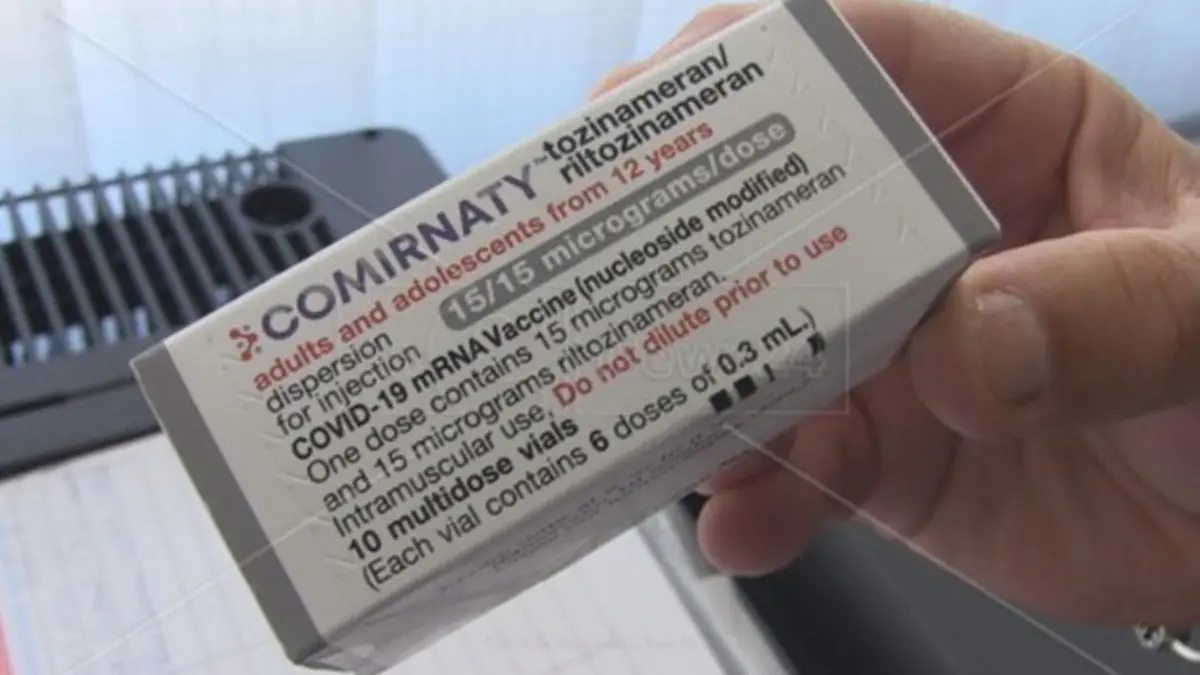 COMIRNATY™ tozinameran/
riltozinameran
adults and adolescents from 12 years
15/15 micrograms/dose
dispersion
for injection
COVID-19 mRNA Vaccine (nucleoside modified)
One dose contains 15 micrograms tozinameran
and 15 micrograms riltozinameran.
Intramuscular use. Do not dilute prior to use
10 multidose vials
(Each vial contains 6 doses of 0.3 mL.)